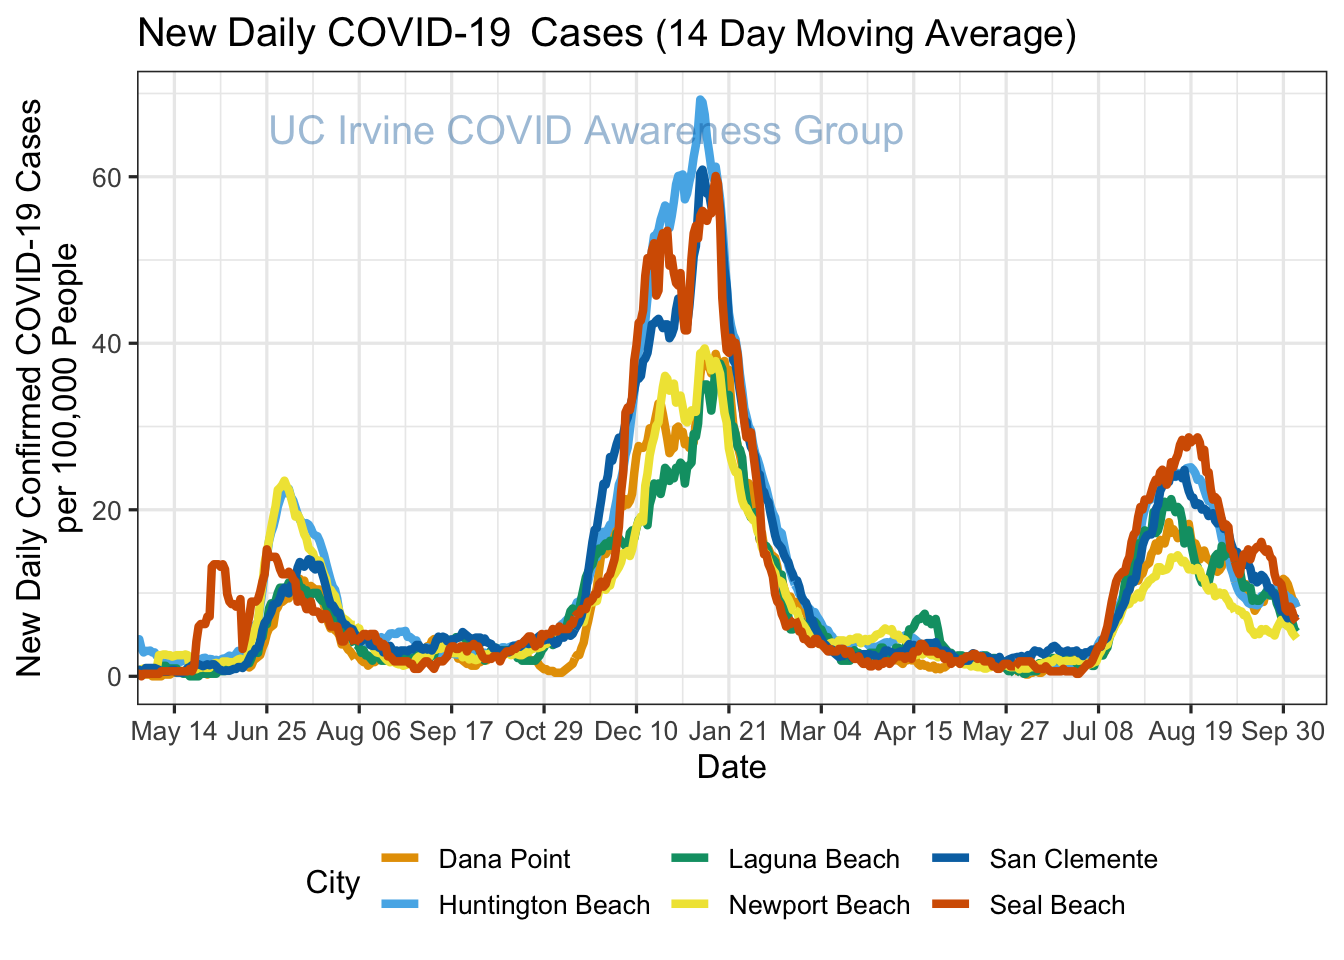 New Daily COVID-19  Cases (14 Day Moving Average)
UC Irvine COVID Awareness Group
New Daily Confirmed COVID-19 Cases
per 100,000 People
60
40
20
0
May 14 Jun 25 Aug 06 Sep 17 Oct 29 Dec 10 Jan 21 Mar 04 Apr 15 May 27 Jul 08 Aug 19 Sep 30
Date
City
Dana Point Laguna Beach San Clemente
Huntington Beach Newport Beach Seal Beach